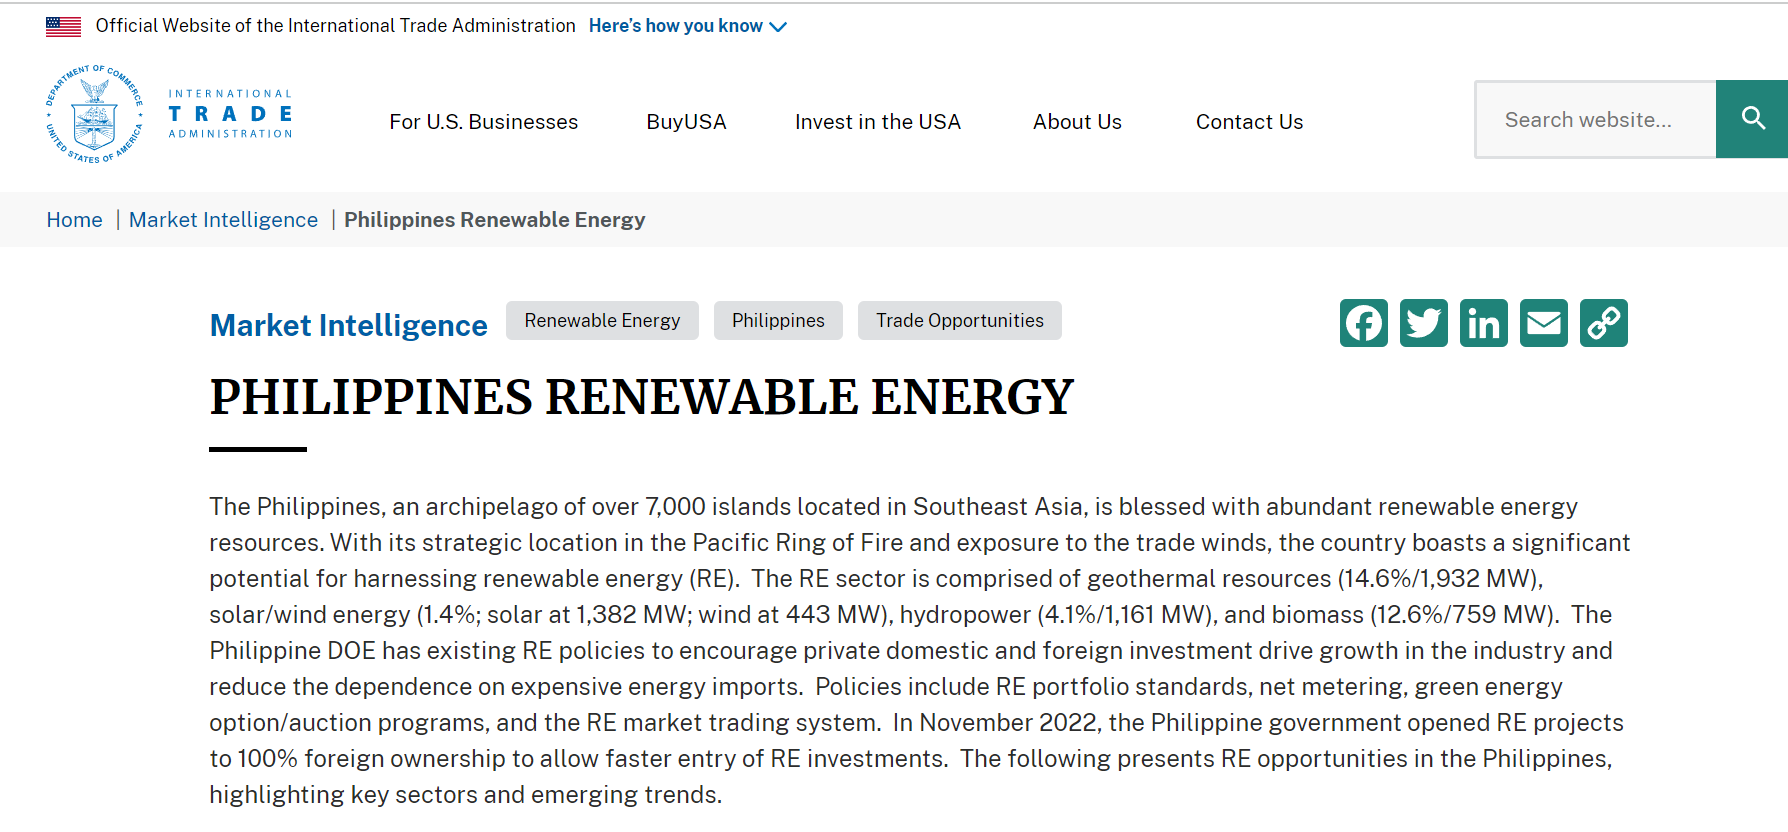 Official Website of the International Trade Administration Here’s how you know
DEPARTMENT OF COMMERCE
UNITED STATES OF AMERICA
INTERNATIONAL
TRADE
ADMINISTRATION
For U.S. Businesses BuyUSA Invest in the USA About Us Contact Us
Search website...
Home | Market Intelligence | Philippines Renewable Energy
Market Intelligence Renewable Energy Philippines Trade Opportunities
PHILIPPINES RENEWABLE ENERGY
The Philippines, an archipelago of over 7,000 islands located in Southeast Asia, is blessed with abundant renewable energy
resources. With its strategic location in the Pacific Ring of Fire and exposure to the trade winds, the country boasts a significant
potential for harnessing renewable energy (RE).  The RE sector is comprised of geothermal resources (14.6%/1,932 MW),
solar/wind energy (1.4%; solar at 1,382 MW; wind at 443 MW), hydropower (4.1%/1,161 MW), and biomass (12.6%/759 MW).  The
Philippine DOE has existing RE policies to encourage private domestic and foreign investment drive growth in the industry and
reduce the dependence on expensive energy imports.  Policies include RE portfolio standards, net metering, green energy
option/auction programs, and the RE market trading system.  In November 2022, the Philippine government opened RE projects
to 100% foreign ownership to allow faster entry of RE investments.  The following presents RE opportunities in the Philippines,
highlighting key sectors and emerging trends.